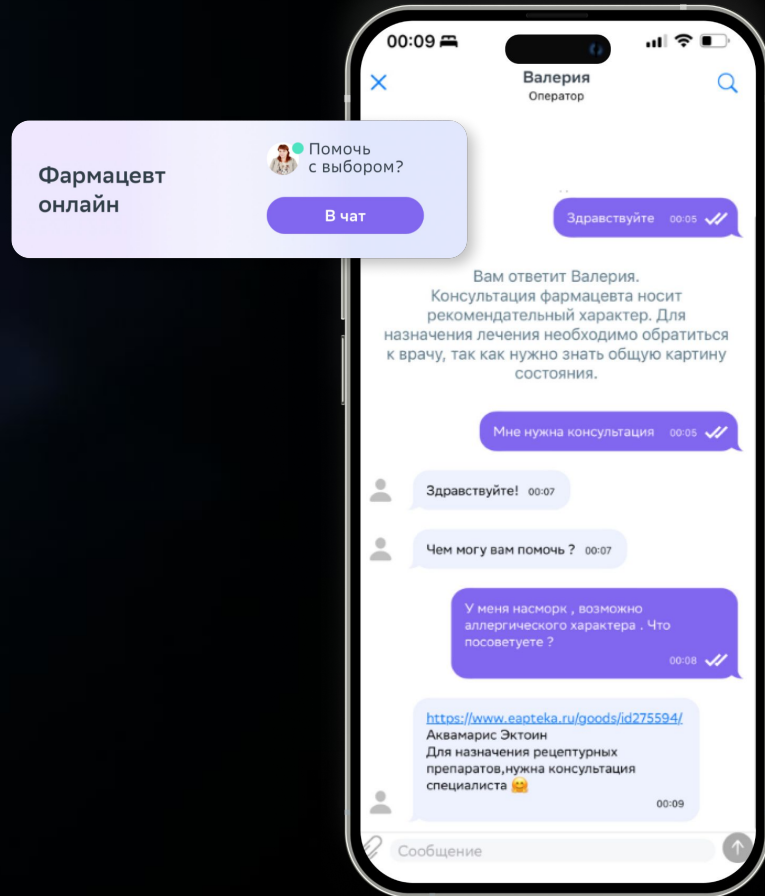 00:09
Валерия
Оператор
Фармацевт
онлайн
Помочь
с выбором?
В чат
Здравствуйте 00:05
Вам ответит Валерия.
Консультация фармацевта носит
рекомендательный характер. Для
назначения лечения необходимо обратиться
к врачу, так как нужно знать общую картину
состояния.
Мне нужна консультация 00:05
Здравствуйте! 00:07
Чем могу вам помочь ? 00:07
У меня насморк , возможно
аллергического характера . Что
посоветуете ?
00:08
https://www.eapteka.ru/goods/id275594/
Аквамарис Эктоин
Для назначения рецептурных
препаратов,нужна консультация
специалиста 🤗
00:09
Сообщение